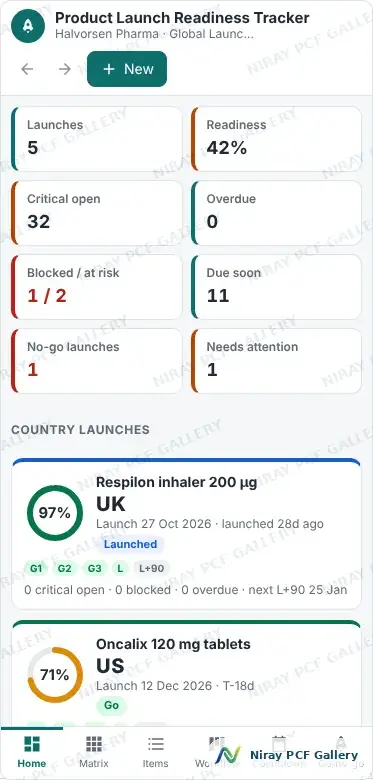 Product Launch Readiness Tracker
Halvorsen Pharma · Global Launc...
← → + New
Launches
5
Readiness
42%
Critical open
32
Overdue
0
Blocked / at risk
1 / 2
Due soon
11
No-go launches
1
Needs attention
1
COUNTRY LAUNCHES
97%
Respilon inhaler 200 µg
UK
Launch 27 Oct 2026 · launched 28d ago
Launched
G1 G2 G3 L L+90
0 critical open · 0 blocked · 0 overdue · next L+90 25 Jan
71%
Oncalix 120 mg tablets
US
Launch 12 Dec 2026 · T-18d
Go
Home Matrix Items
Niray PCF Gallery
NIRAY PCF GALLERY